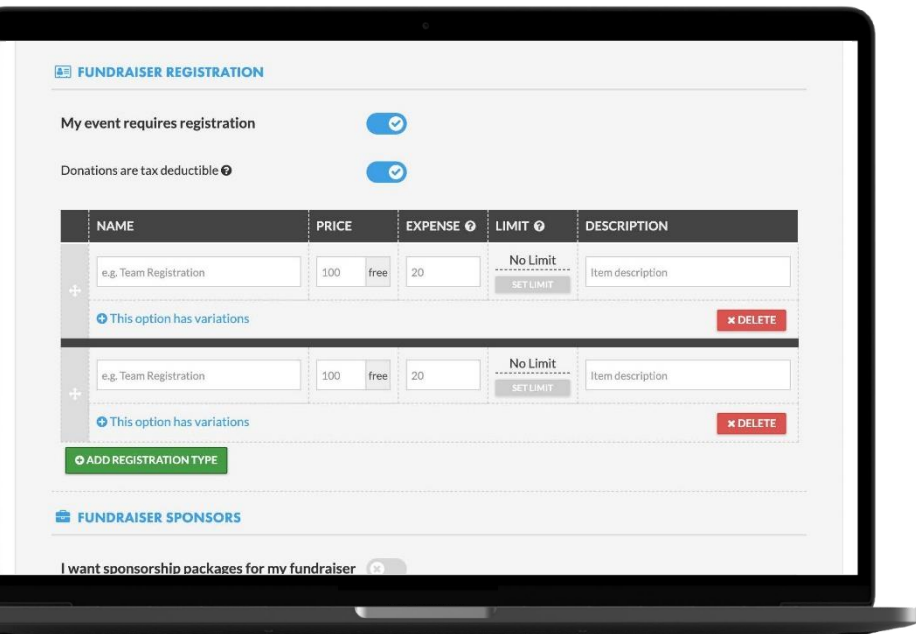 FUNDRAISER REGISTRATION
My event requires registration
Donations are tax deductible
NAME PRICE EXPENSE LIMIT DESCRIPTION
e.g. Team Registration 100 free 20 No Limit Item description
SET LIMIT
This option has variations DELETE
e.g. Team Registration 100 free 20 No Limit Item description
SET LIMIT
This option has variations DELETE
ADD REGISTRATION TYPE
FUNDRAISER SPONSORS
I want sponsorship packages for my fundraiser